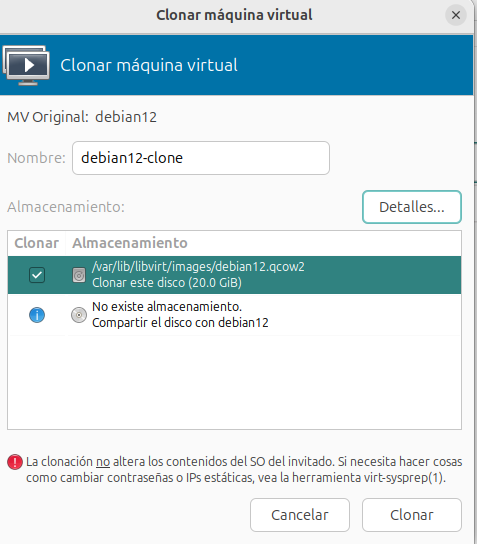 Clonar máquina virtual
Clonar máquina virtual
MV Original: debian12
Nombre: debian12-clone
Almacenamiento: Detalles...
Clonar Almacenamiento
/var/lib/libvirt/images/debian12.qcow2
Clonar este disco (20.0 GiB)
No existe almacenamiento.
Compartir el disco con debian12
La clonación no altera los contenidos del SO del invitado. Si necesita hacer cosas
como cambiar contraseñas o IPs estáticas, vea la herramienta virt-sysprep(1).
Cancelar Clonar